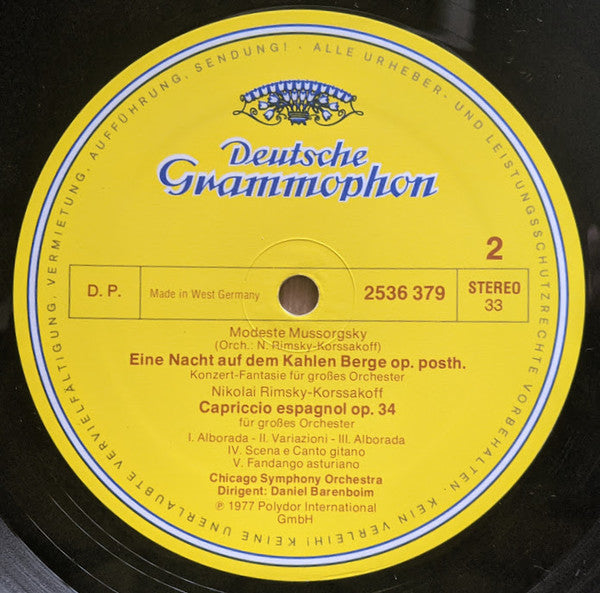 Deutsche
Grammophon
2
D. P.
Made in West Germany
2536 379
STEREO
33
Modeste Mussorgsky
(Orch.: N. Rimsky-Korssakoff)
Eine Nacht auf dem Kahlen Berge op. posth.
Konzert-Fantasie für großes Orchester
Nikolai Rimsky-Korssakoff
Capriccio espagnol op. 34
für großes Orchester
I. Alborada - II. Variazioni - III. Alborada
IV. Scena e Canto gitano
V. Fandango asturiano
Chicago Symphony Orchestra
Dirigent: Daniel Barenboim
℗ 1977 Polydor International
GmbH
ALLE URHEBER- UND LEISTUNGSSCHUTZRECHTE VORBEHALTEN · KEIN VERLEIH! KEINE UNERLAUBTE VERVIELFÄLTIGUNG, VERMIETUNG, AUFFÜHRUNG, SENDUNG! ·